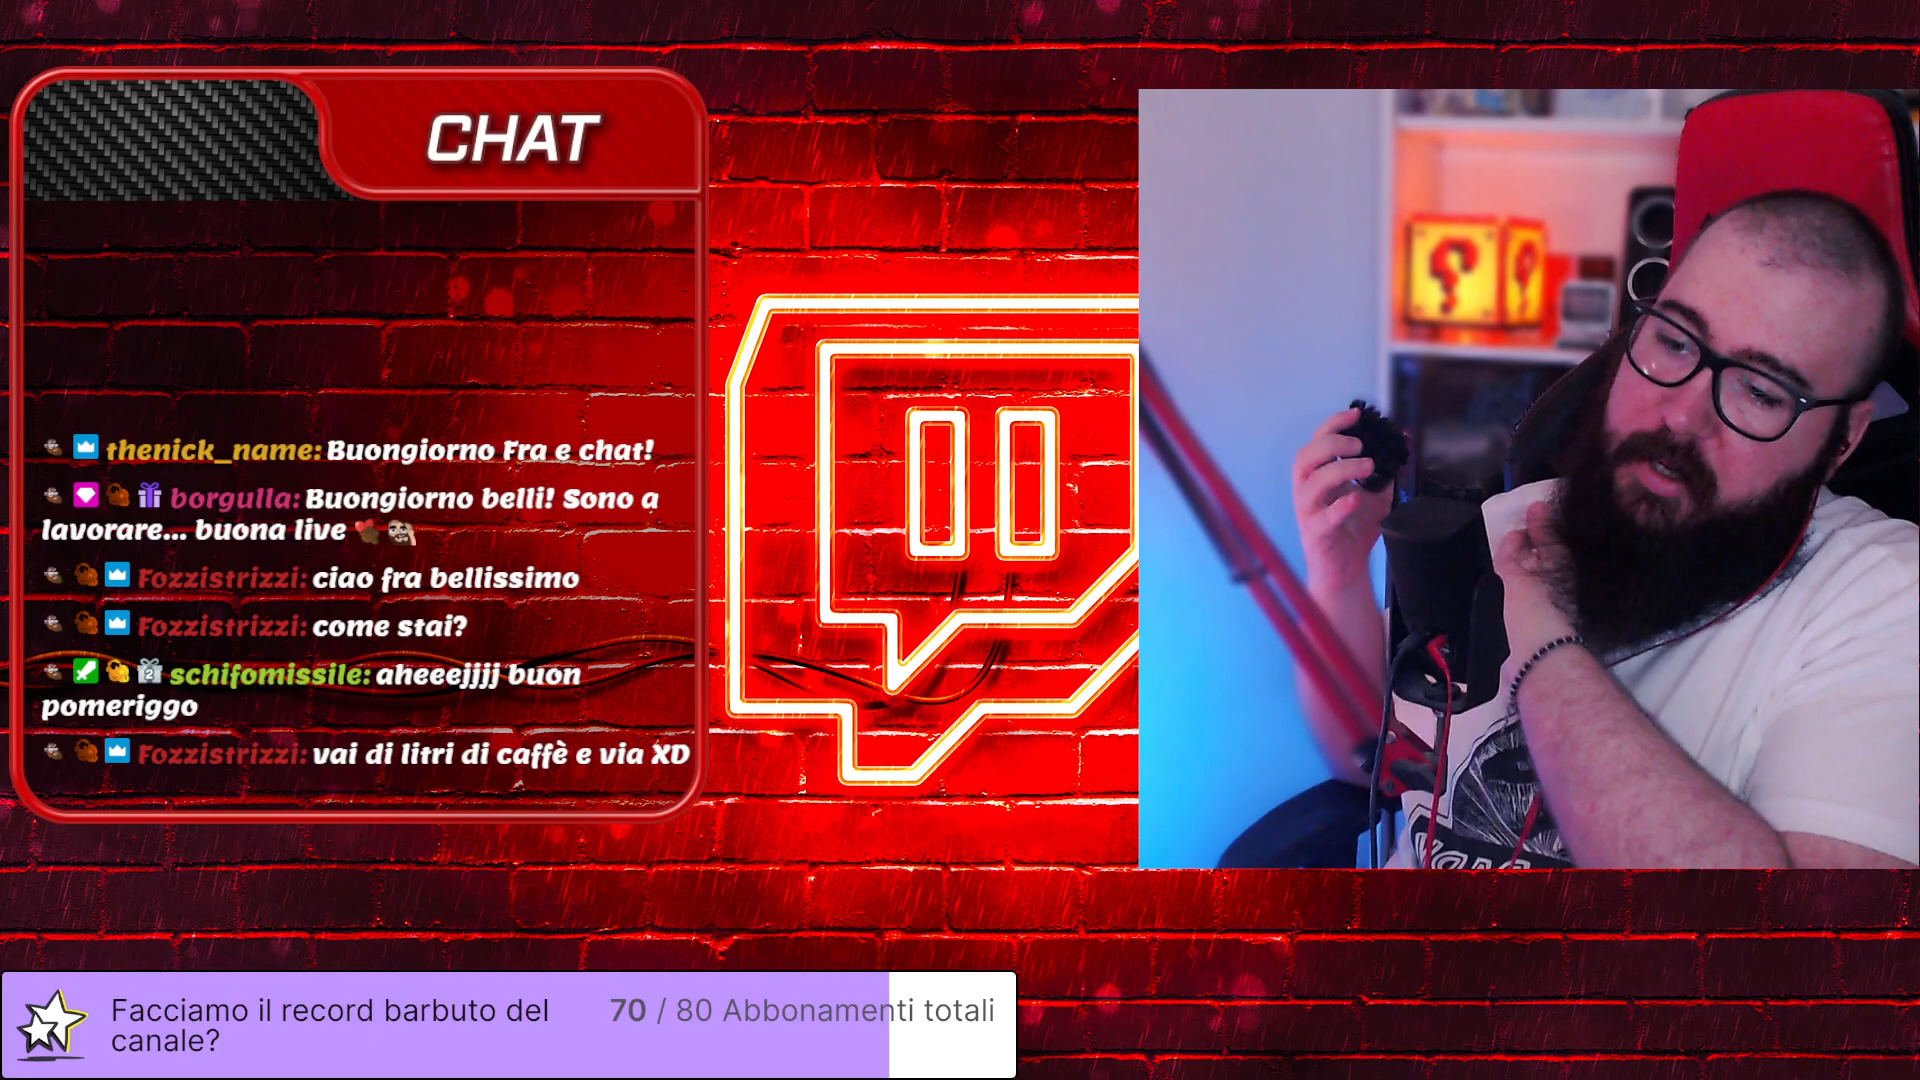 CHAT
thenick_name: Buongiorno Fra e chat!
borgulla: Buongiorno belli! Sono a
lavorare... buona live
Fozzistrizzi: ciao fra bellissimo
Fozzistrizzi: come stai?
2 schifomissile: aheeejjjj buon
pomeriggo
Fozzistrizzi: vai di litri di caffè e via XD
? ?
Facciamo il record barbuto del
canale?
70 / 80 Abbonamenti totali